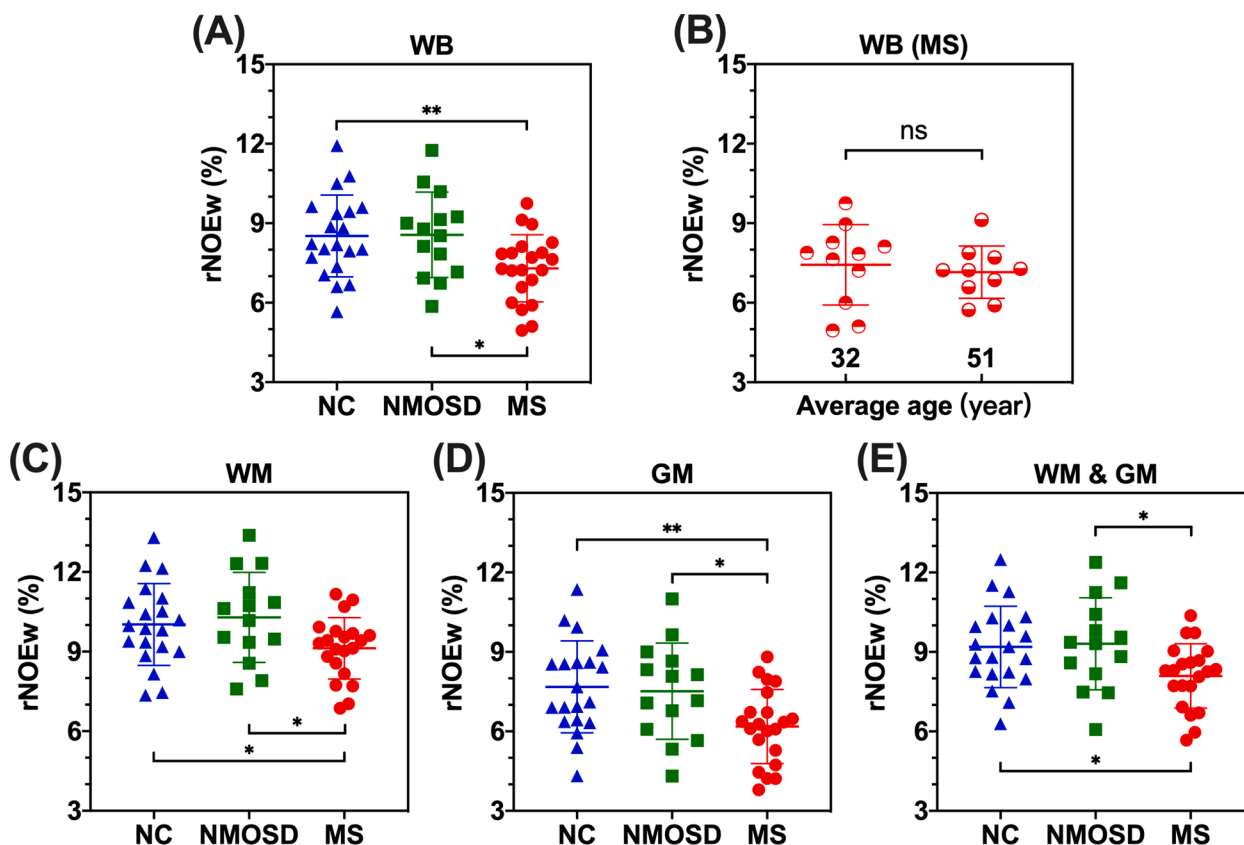 (A)
WB
rNOEw (%)
15
12
9
6
3
**
*
NC NMOSD MS
(B)
WB (MS)
rNOEw (%)
15
12
9
6
3
ns
32 51
Average age (year)
(C)
WM
rNOEw (%)
15
12
9
6
3
*
*
NC NMOSD MS
(D)
GM
rNOEw (%)
15
12
9
6
3
**
*
NC NMOSD MS
(E)
WM & GM
rNOEw (%)
15
12
9
6
3
*
*
NC NMOSD MS